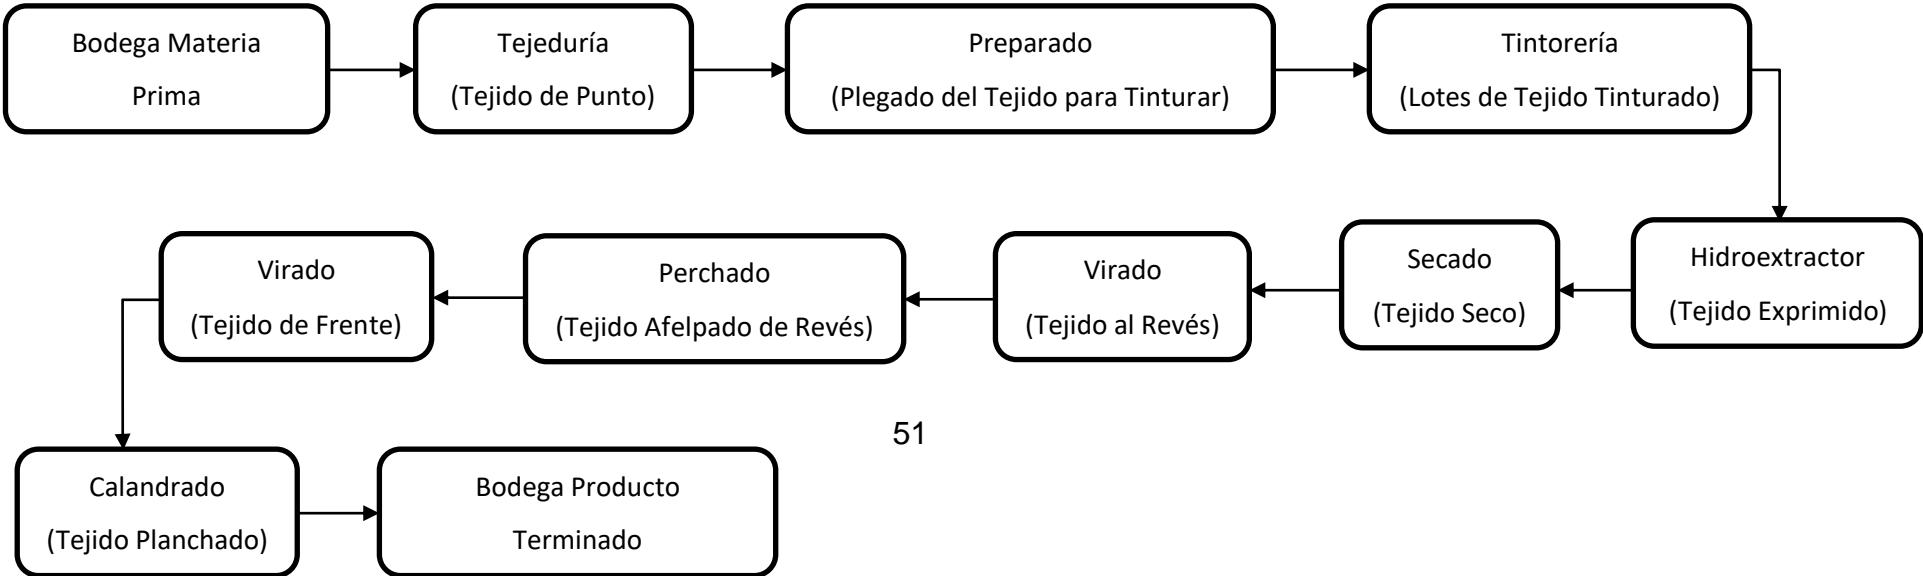 Bodega Materia
Prima
Tejeduría
(Tejido de Punto)
Preparado
(Plegado del Tejido para Tinturar)
Tintorería
(Lotes de Tejido Tinturado)
Hidroextractor
(Tejido Exprimido)
Secado
(Tejido Seco)
Virado
(Tejido al Revés)
Perchado
(Tejido Afelpado de Revés)
Virado
(Tejido de Frente)
51
Calandrado
(Tejido Planchado)
Bodega Producto
Terminado